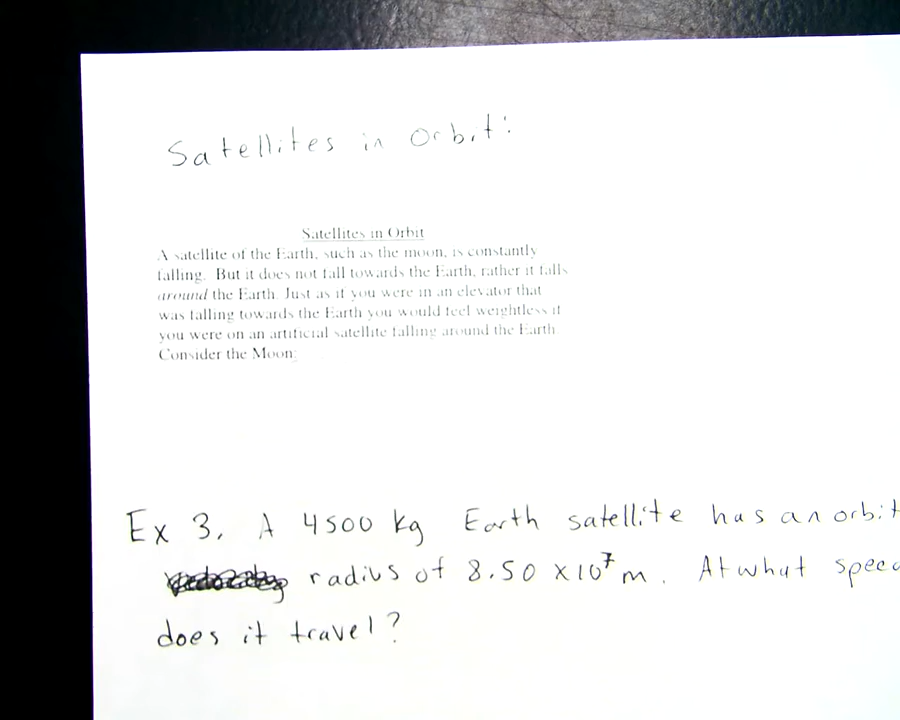 Satellites in Orbit:
Satellites in Orbit
A satellite of the Earth, such as the moon, is constantly
falling. But it does not fall towards the Earth, rather it falls
around the Earth. Just as if you were in an elevator that
was falling towards the Earth you would feel weightless if
you were on an artificial satellite falling around the Earth.
Consider the Moon:
Ex 3. A 4500 kg Earth satellite has an orbit
radius of 8.50 x10⁷ m. At what speed
does it travel?